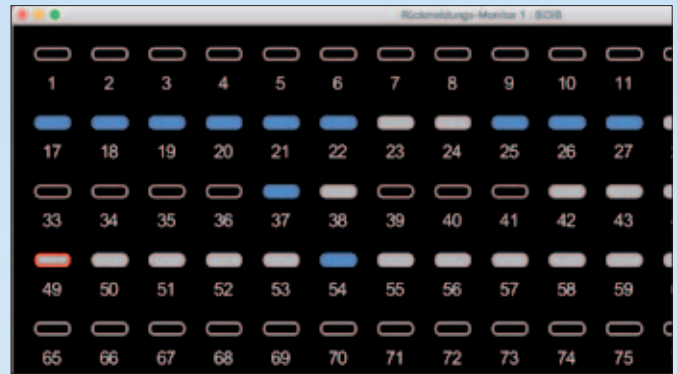 Rückmeldungs-Monitor 1 : BDIB
1 2 3 4 5 6 7 8 9 10 11
17 18 19 20 21 22 23 24 25 26 27
33 34 35 36 37 38 39 40 41 42 43
49 50 51 52 53 54 55 56 57 58 59
65 66 67 68 69 70 71 72 73 74 75